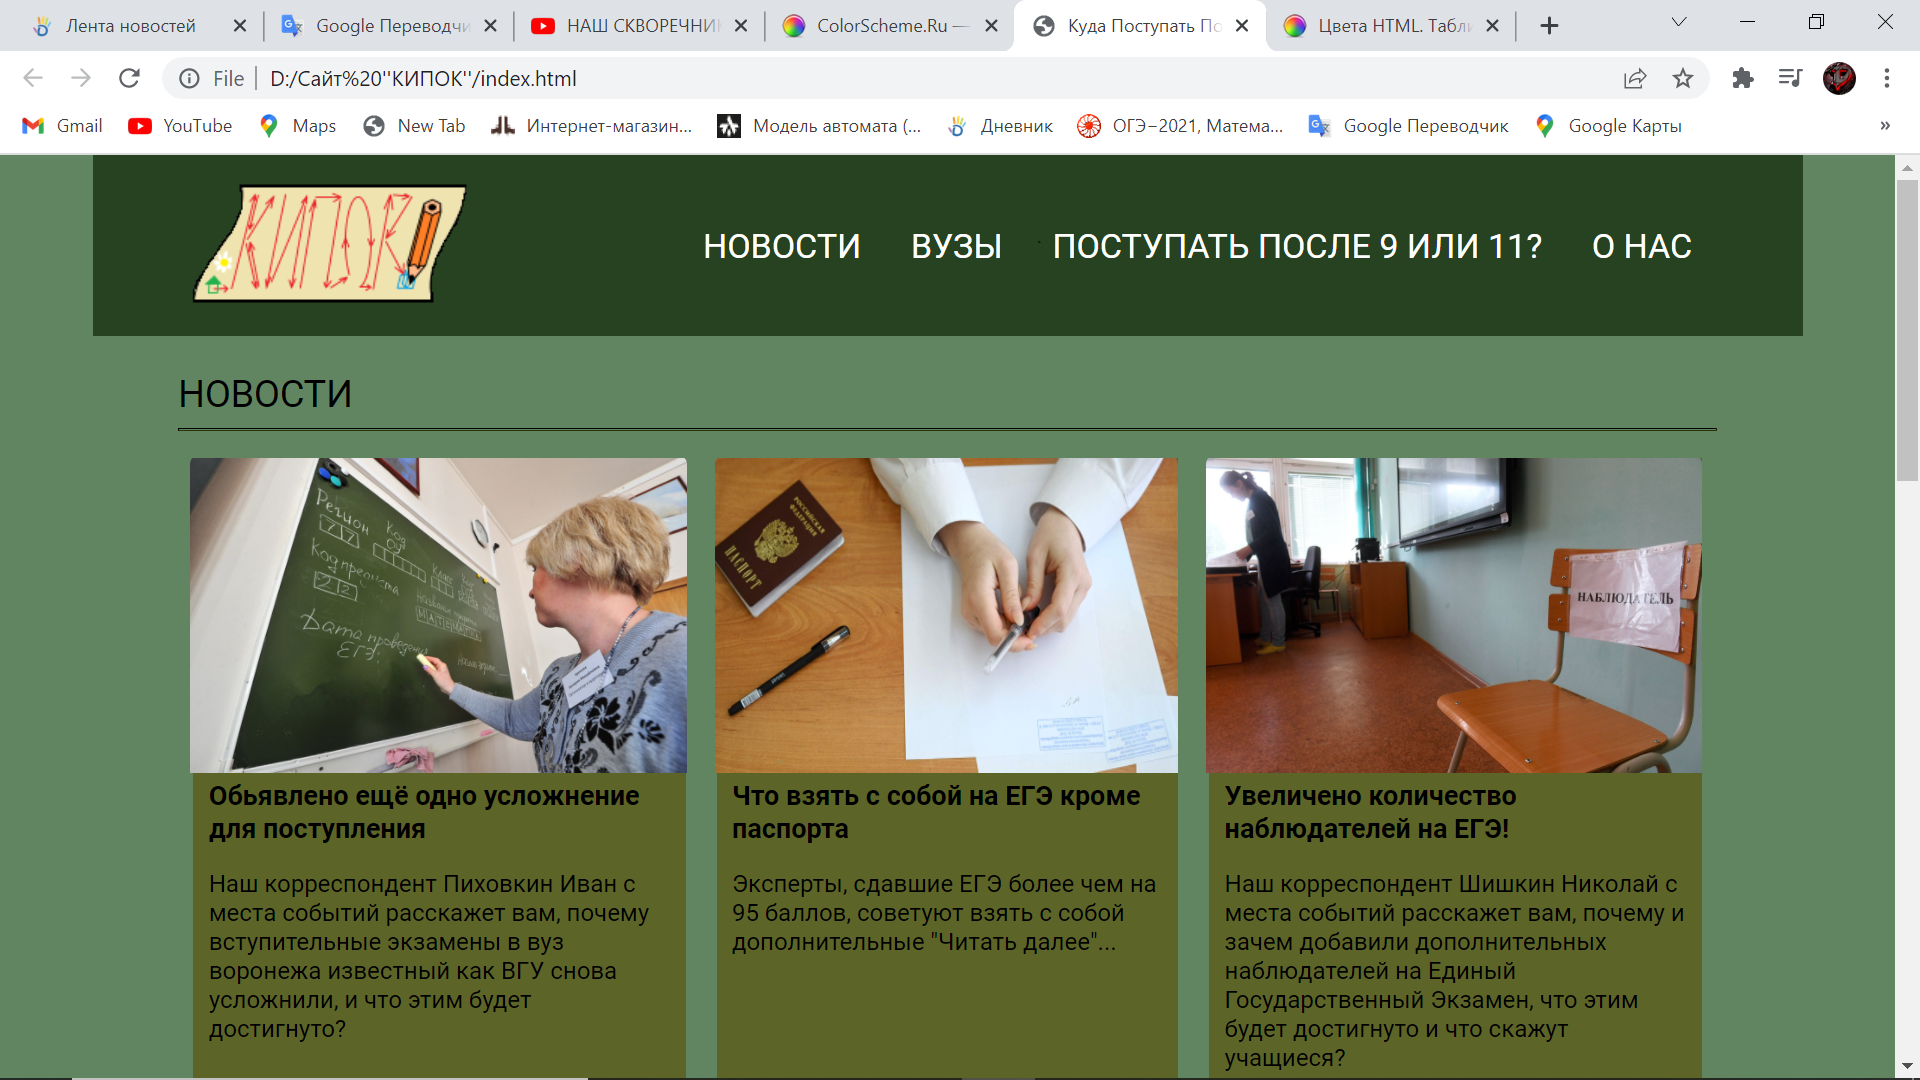 Лента новостей
Google Переводчи
НАШ СКВОРЕЧНИ
ColorScheme.Ru —
Куда Поступать По
Цвета HTML. Табли
File
D:/Сайт%20''КИПОК''/index.html
Gmail
YouTube
Maps
New Tab
Интернет-магазин...
Модель автомата (...
Дневник
ОГЭ–2021, Матема...
Google Переводчик
Google Карты
»
КИПОК
НОВОСТИ
ВУЗЫ
ПОСТУПАТЬ ПОСЛЕ 9 ИЛИ 11?
О НАС
НОВОСТИ
Регион
77
Код
ОО
Код предмета
22
Класс
Дата проведения
ЕГЭ:
РОССИЙСКАЯ
ФЕДЕРАЦИЯ
ПАСПОРТ
НАБЛЮДАТЕЛЬ
Обьявлено ещё одно усложнение
для поступления
Наш корреспондент Пиховкин Иван с
места событий расскажет вам, почему
вступительные экзамены в вуз
воронежа известный как ВГУ снова
усложнили, и что этим будет
достигнуто?
Что взять с собой на ЕГЭ кроме
паспорта
Эксперты, сдавшие ЕГЭ более чем на
95 баллов, советуют взять с собой
дополнительные "Читать далее"...
Увеличено количество
наблюдателей на ЕГЭ!
Наш корреспондент Шишкин Николай с
места событий расскажет вам, почему и
зачем добавили дополнительных
наблюдателей на Единый
Государственный Экзамен, что этим
будет достигнуто и что скажут
учащиеся?